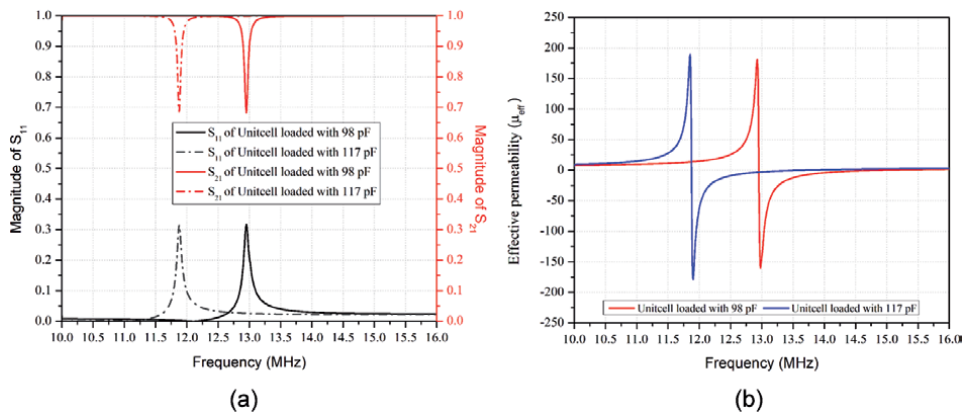 (a)
1.0
0.9
0.8
0.7
0.6
0.5
0.4
0.3
0.2
0.1
0.0
Magnitude of S11
1.0
0.9
0.8
0.7
0.6
0.5
0.4
0.3
0.2
0.1
0.0
Magnitude of S21
S11 of Unitcell loaded with 98 pF
S11 of Unitcell loaded with 117 pF
S21 of Unitcell loaded with 98 pF
S21 of Unitcell loaded with 117 pF
10.0 10.5 11.0 11.5 12.0 12.5 13.0 13.5 14.0 14.5 15.0 15.5 16.0
Frequency (MHz)
(a)
b)
250
200
150
100
50
0
-50
-100
-150
-200
-250
Effective permeability (μeff)
Unitcell loaded with 98 pF
Unitcell loaded with 117 pF
10.0 10.5 11.0 11.5 12.0 12.5 13.0 13.5 14.0 14.5 15.0 15.5 16.0
Frequency (MHz)
(b)